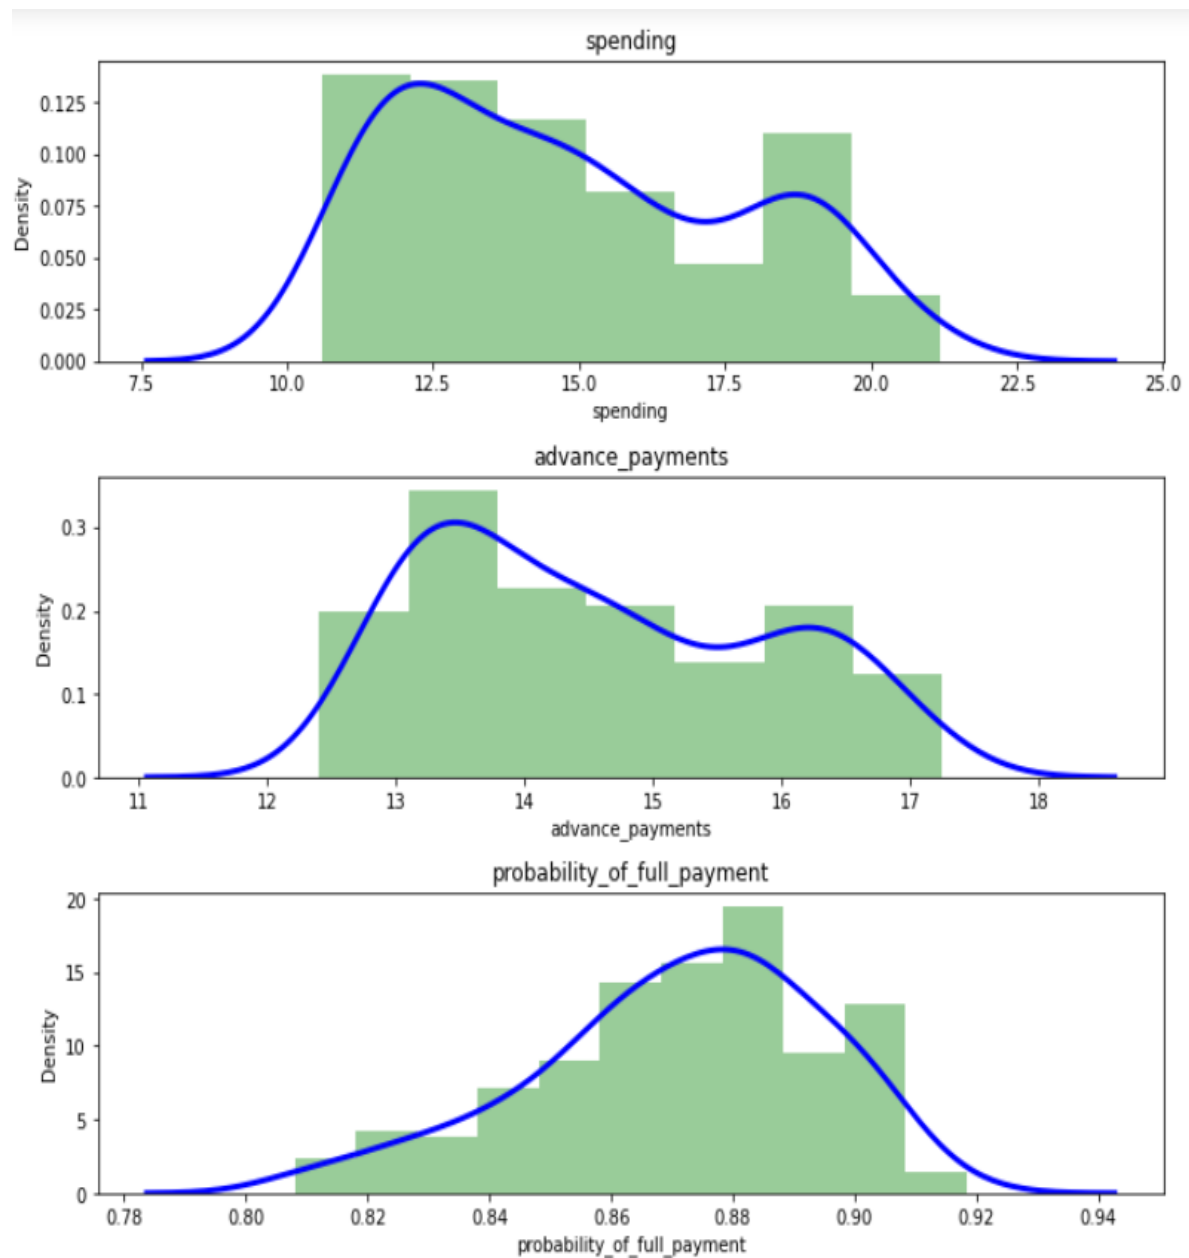 spending
0.125
0.100
0.075
0.050
0.025
0.000
Density
7.5 10.0 12.5 15.0 17.5 20.0 22.5 25.0
spending
advance_payments
0.3
0.2
0.1
0.0
Density
11 12 13 14 15 16 17 18
advance_payments
probability_of_full_payment
20
15
10
5
0
Density
0.78 0.80 0.82 0.84 0.86 0.88 0.90 0.92 0.94
probability_of_full_payment